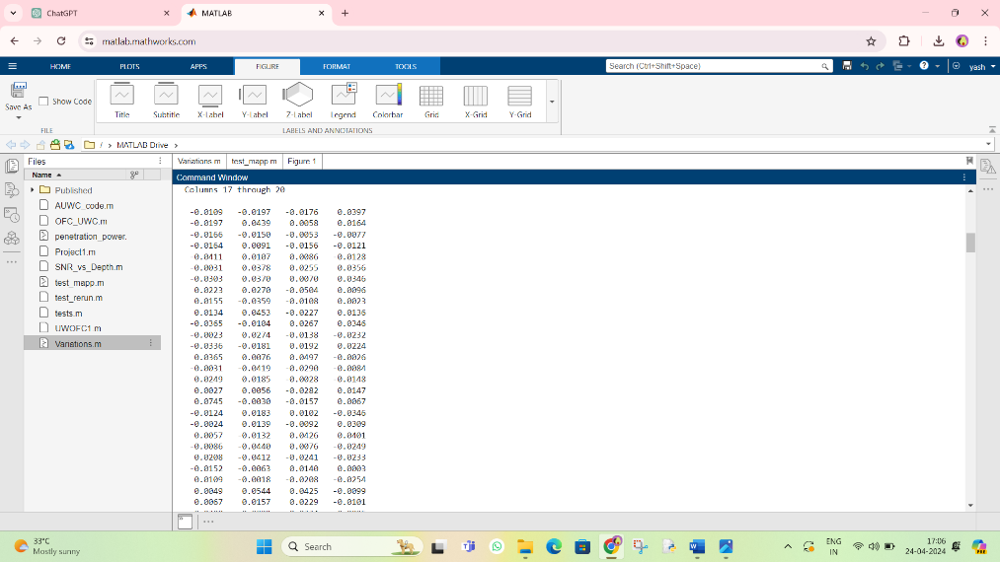 ChatGPT
MATLAB
matlab.mathworks.com
HOME PLOTS APPS FIGURE FORMAT TOOLS
Search (Ctrl+Shift+Space)
yash
Save As
Show Code
Title Subtitle X-Label Y-Label Z-Label Legend Colorbar Grid X-Grid Y-Grid
FILE LABELS AND ANNOTATIONS
/ › MATLAB Drive ›
Files
Name
Published
AUWC_code.m
OFC_UWC.m
penetration_power.
Project1.m
SNR_vs_Depth.m
test_mapp.m
test_rerun.m
tests.m
UWOFC1.m
Variations.m
Variations.m test_mapp.m Figure 1
Command Window
Columns 17 through 20
-0.0109 -0.0197 -0.0176 0.0397
-0.0197 0.0439 0.0058 0.0164
-0.0166 -0.0150 -0.0053 -0.0077
-0.0164 0.0091 -0.0156 -0.0121
0.0411 0.0107 0.0086 -0.0128
-0.0031 0.0378 0.0255 0.0356
-0.0303 0.0370 0.0070 0.0346
0.0223 0.0270 -0.0504 0.0096
0.0155 -0.0359 -0.0108 0.0023
0.0134 0.0453 -0.0227 0.0136
-0.0365 -0.0104 0.0267 0.0346
-0.0023 0.0274 -0.0138 -0.0232
-0.0336 -0.0181 0.0192 0.0224
0.0365 0.0076 0.0497 -0.0026
-0.0031 -0.0419 -0.0290 -0.0084
0.0249 0.0185 0.0028 -0.0148
0.0027 0.0056 -0.0282 0.0147
0.0745 -0.0030 -0.0157 0.0067
-0.0124 0.0183 0.0102 -0.0346
-0.0024 0.0139 -0.0092 0.0309
0.0057 -0.0132 0.0426 0.0401
-0.0086 -0.0440 0.0076 -0.0249
0.0208 -0.0412 -0.0241 -0.0233
-0.0152 -0.0063 0.0140 0.0003
0.0109 -0.0018 -0.0208 -0.0254
0.0049 0.0544 0.0425 -0.0099
0.0067 0.0157 0.0229 -0.0101
33°C
Mostly sunny
Search
ENG
IN
17:06
24-04-2024